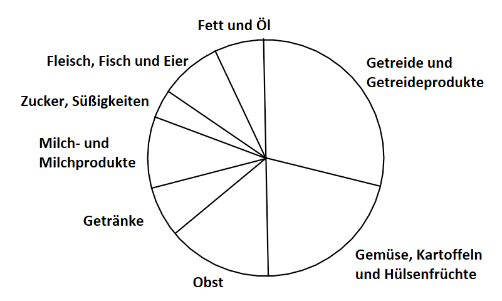 Fett und Öl
Getreide und
Getreideprodukte
Fleisch, Fisch und Eier
Zucker, Süßigkeiten
Milch- und
Milchprodukte
Getränke
Gemüse, Kartoffeln
und Hülsenfrüchte
Obst